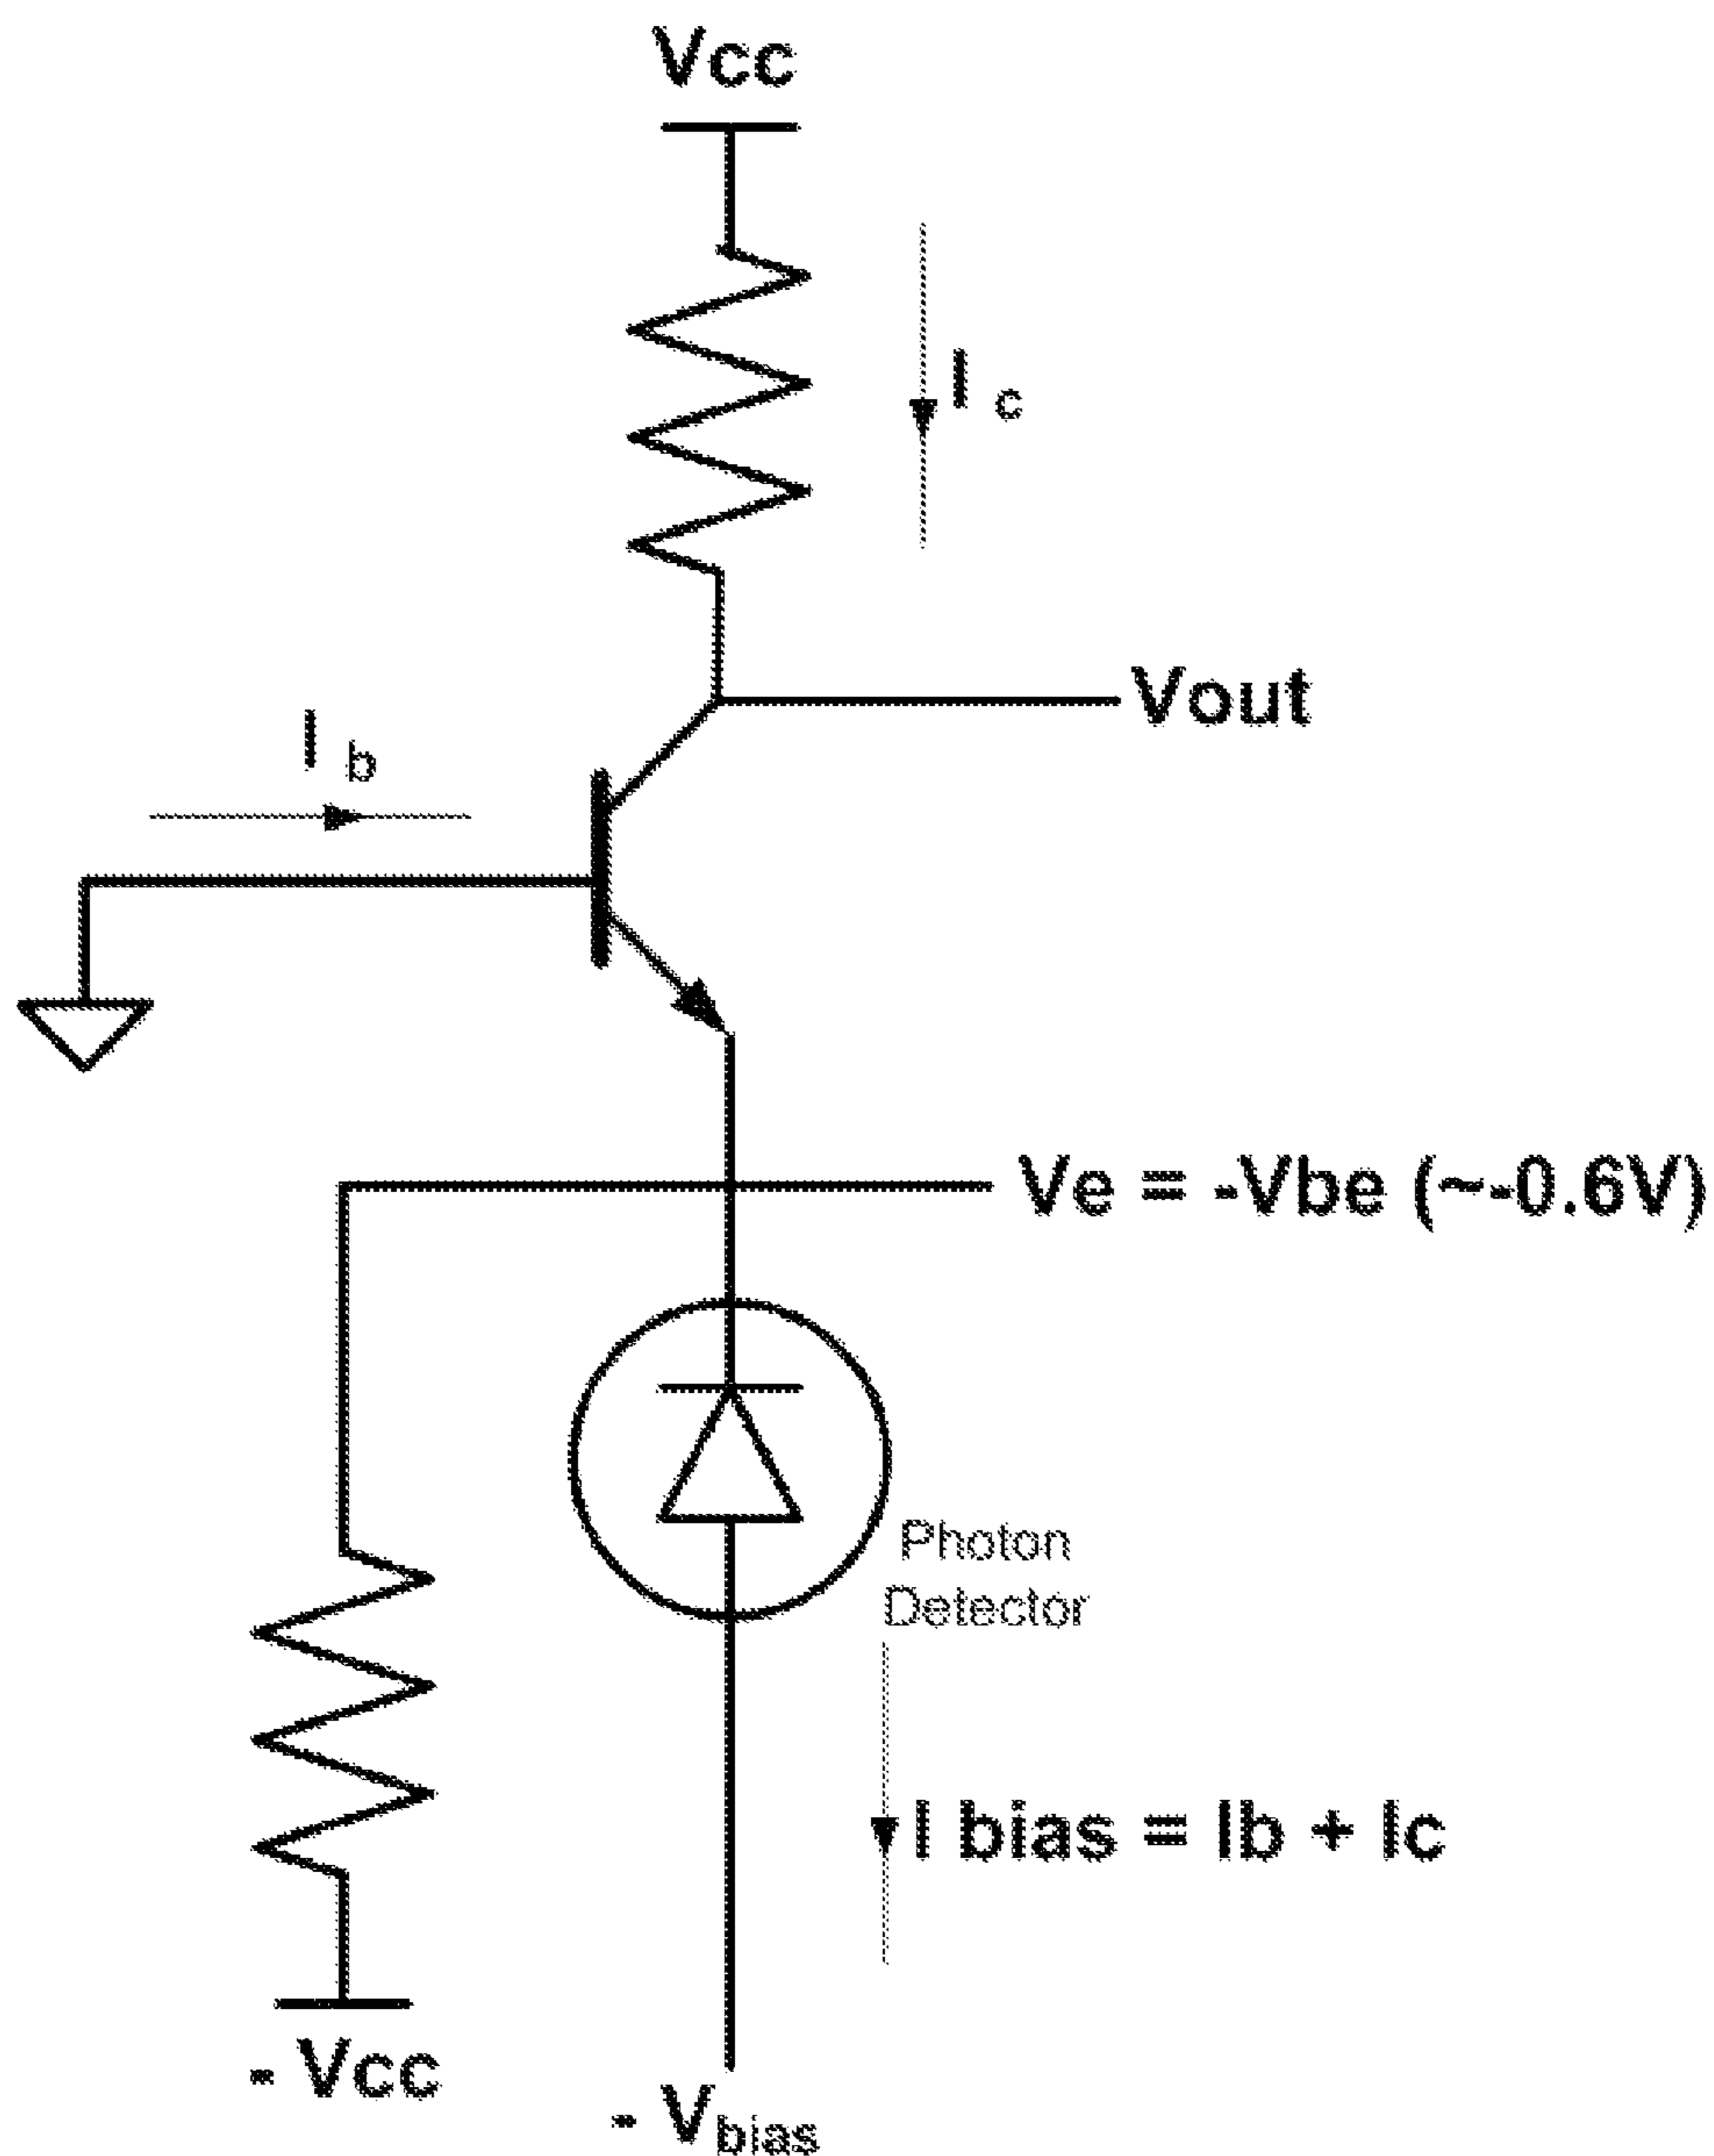 Vcc
I c
Vout
I b
Ve = -Vbe (~-0.6V)
Photon
Detector
I bias = Ib + Ic
- Vcc
- Vbias